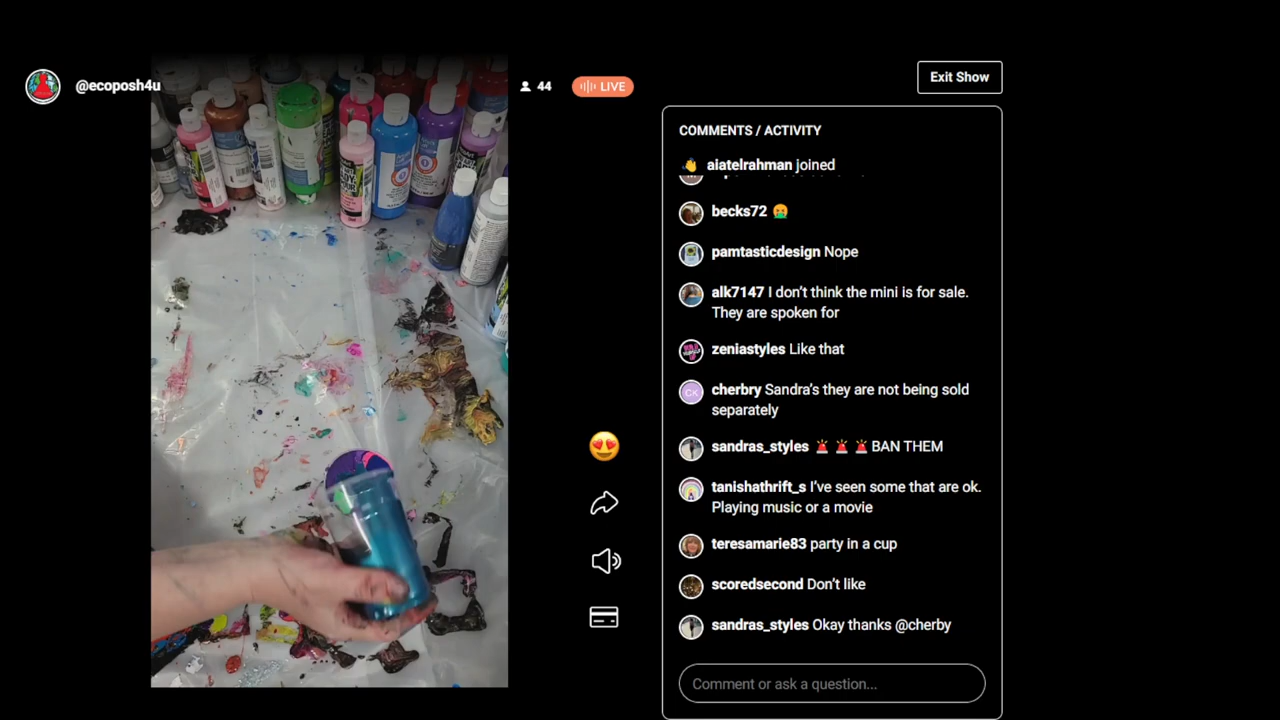 @ecoposh4u
44
LIVE
Exit Show
COMMENTS / ACTIVITY
aiatelrahman joined
becks72 🤮
pamtasticdesign Nope
alk7147 I don't think the mini is for sale.
They are spoken for
zeniastyles Like that
CK cherbry Sandra's they are not being sold
separately
sandras_styles 🚨 🚨 🚨 BAN THEM
tanishathrift_s I've seen some that are ok.
Playing music or a movie
teresamarie83 party in a cup
scoredsecond Don't like
sandras_styles Okay thanks @cherby
Comment or ask a question...